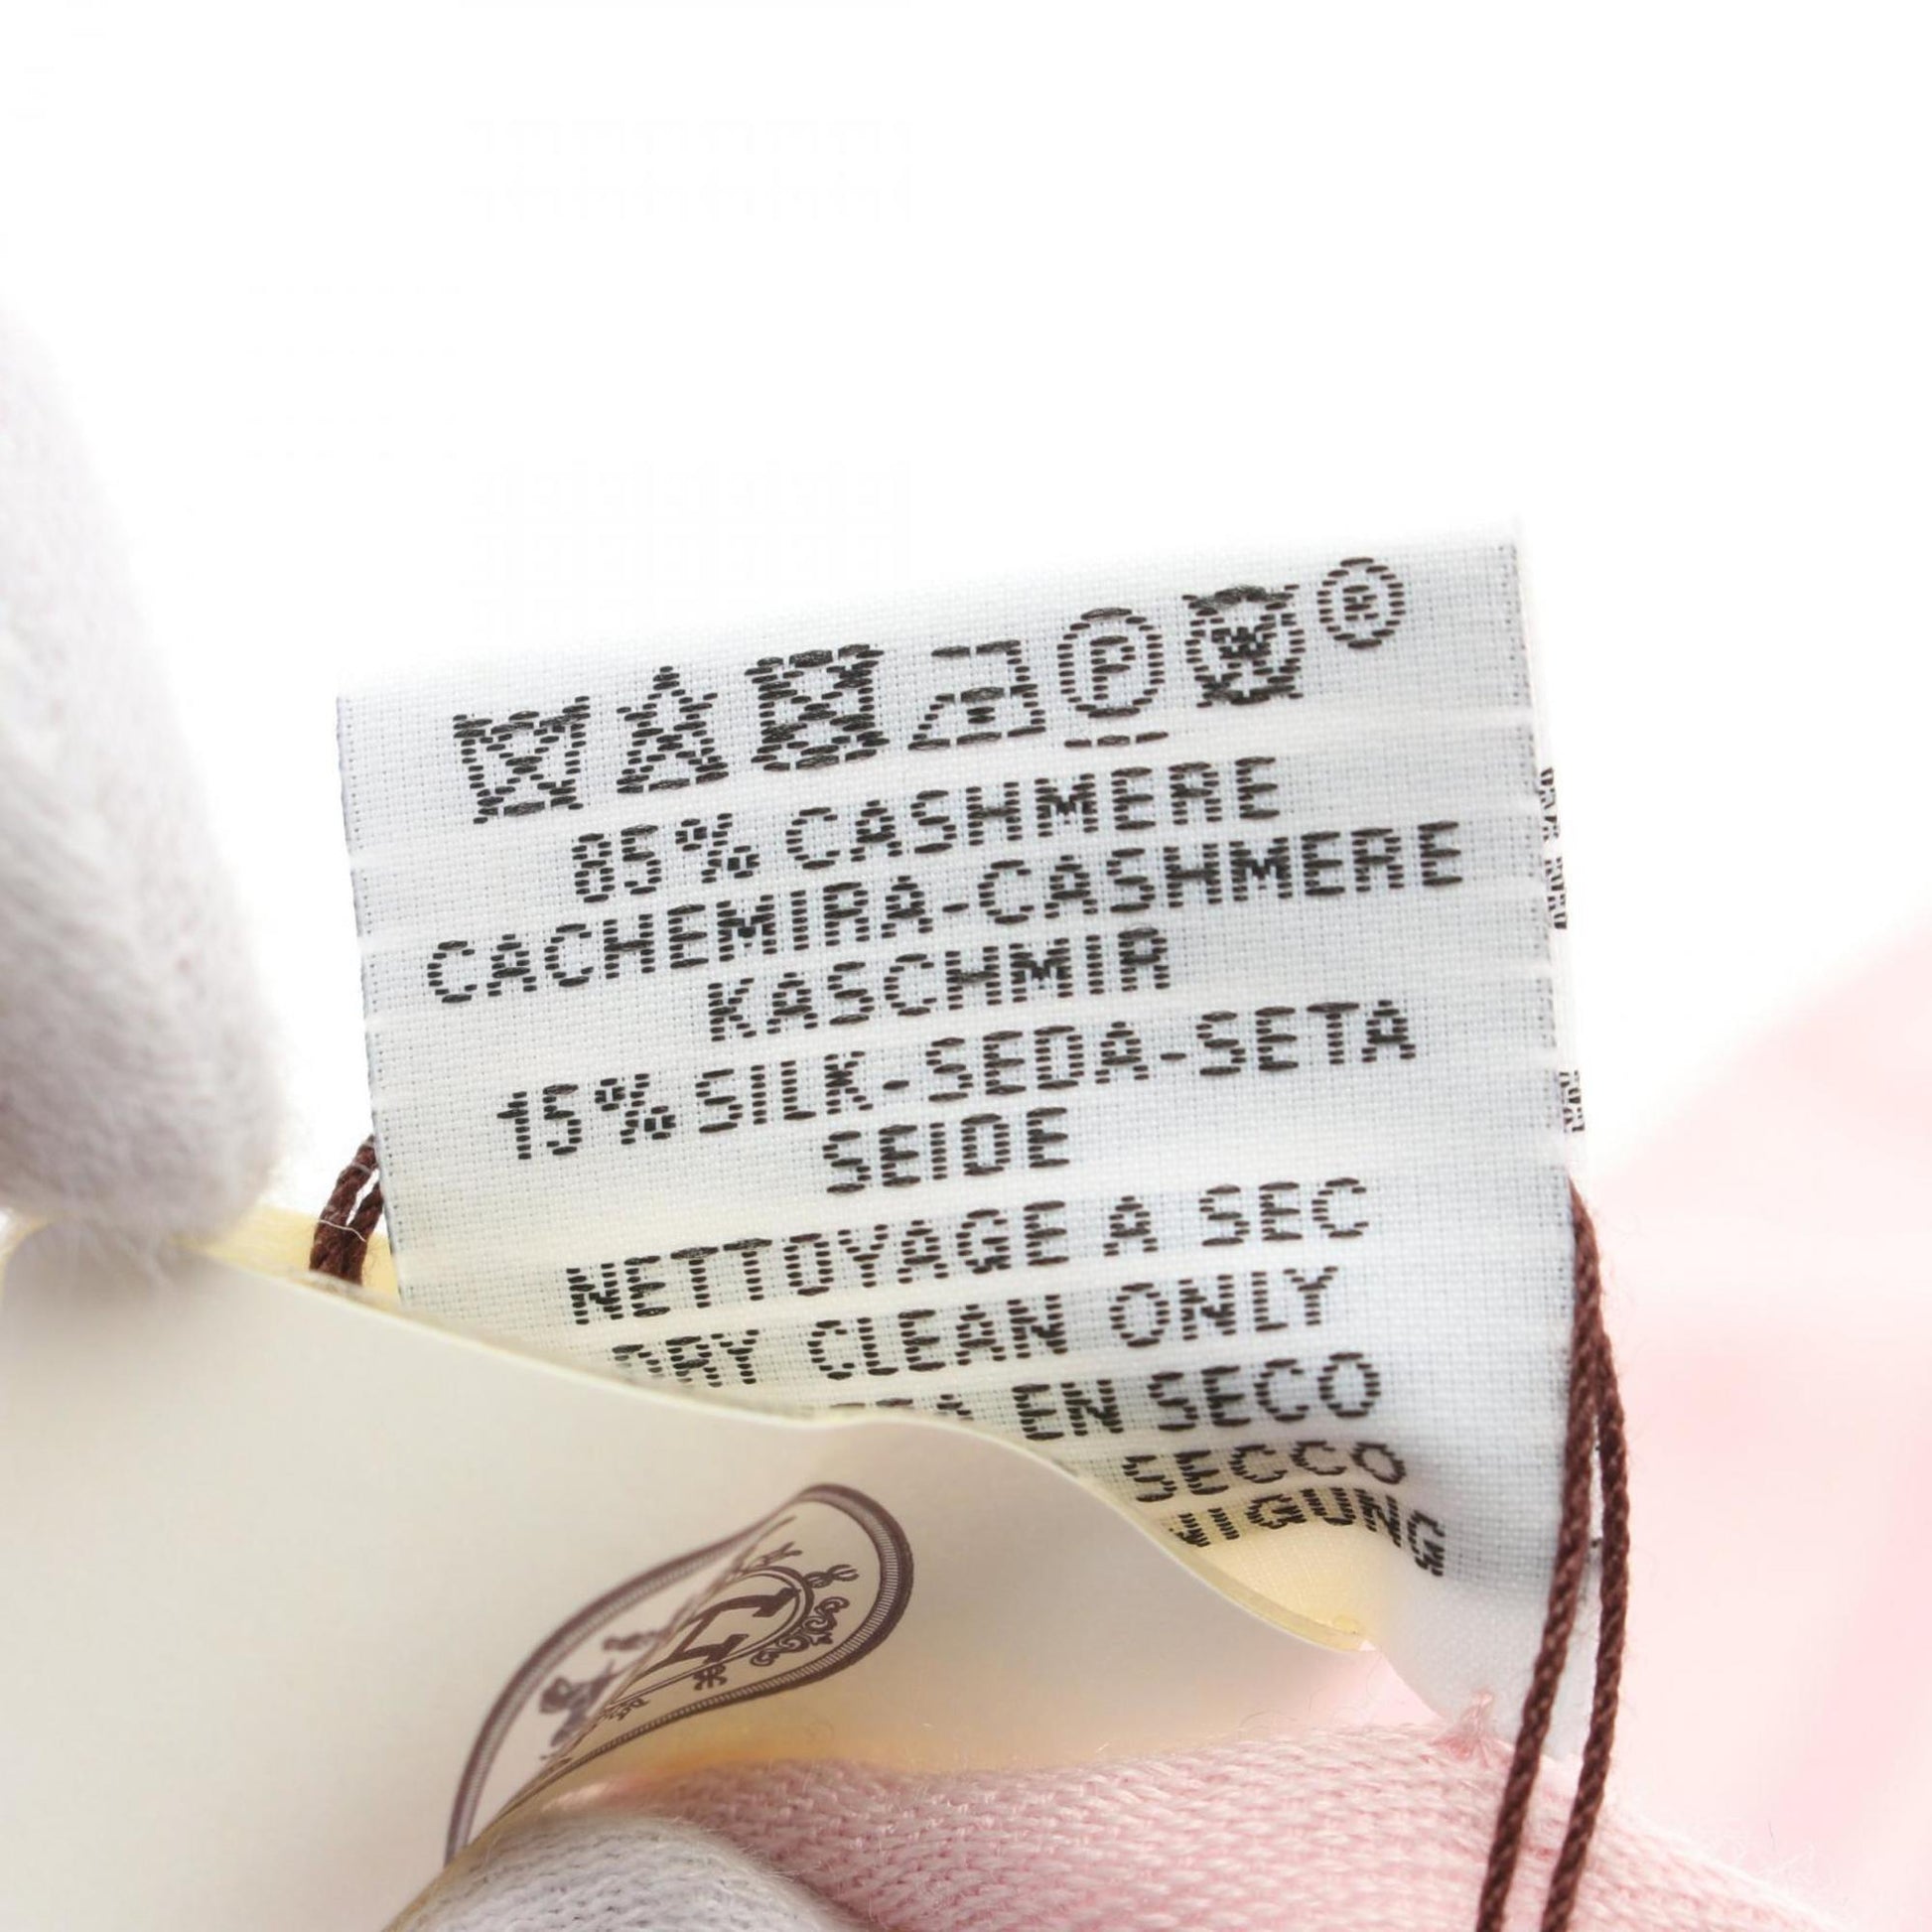 P W ®
85% CASHMERE
CACHEMIRA-CASHMERE
KASCHMIR
15% SILK-SEDA-SETA
SEIDE
NETTOYAGE A SEC
DRY CLEAN ONLY
EN SECO
SECCO